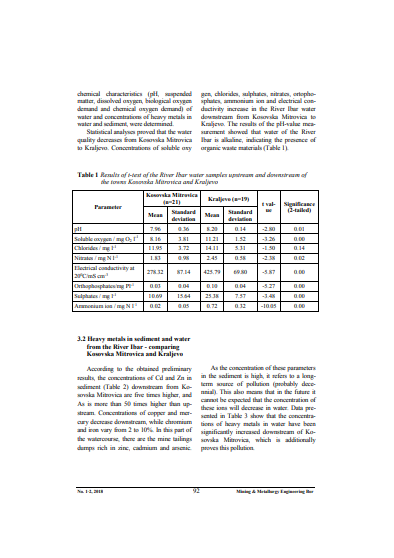 chemical characteristics (pH, suspended
matter, dissolved oxygen, biological oxygen
demand and chemical oxygen demand) of
water and concentrations of heavy metals in
water and sediment, were determined.
Statistical analyses proved that the water
quality decreases from Kosovska Mitrovica
to Kraljevo. Concentrations of soluble oxy
gen, chlorides, sulphates, nitrates, ortopho-
sphates, ammonium ion and electrical con-
ductivity increase in the River Ibar water
downstream from Kosovska Mitrovica to
Kraljevo. The results of the pH-value mea-
surement showed that water of the River
Ibar is alkaline, indicating the presence of
organic waste materials (Table 1).
Table 1 Results of t-test of the River Ibar water samples upstream and downstream of
the towns Kosovska Mitrovica and Kraljevo
Parameter Kosovska Mitrovica (n=21) Kraljevo (n=19) t val-ue Significance (2-tailed)
Mean Standard deviation Mean Standard deviation
pH 7.96 0.36 8.20 0.14 -2.80 0.01
Soluble oxygen / mg O2 l-1 8.16 3.81 11.21 1.52 -3.26 0.00
Chlorides / mg l-1 11.95 3.72 14.11 5.31 -1.50 0.14
Nitrates / mg N l-1 1.83 0.98 2.45 0.58 -2.38 0.02
Electrical conductivity at
20⁰C/mS cm-1 278.32 87.14 425.79 69.80 -5.87 0.00
Orthophosphates/mg Pl-1 0.03 0.04 0.10 0.04 -5.27 0.00
Sulphates / mg l-1 10.69 15.64 25.38 7.57 -3.48 0.00
Ammonium ion / mg N l-1 0.02 0.05 0.72 0.32 -10.05 0.00
3.2 Heavy metals in sediment and water
from the River Ibar - comparing
Kosovska Mitrovica and Kraljevo
According to the obtained preliminary
results, the concentrations of Cd and Zn in
sediment (Table 2) downstream from Ko-
sovska Mitrovica are five times higher, and
As is more than 50 times higher than up-
stream. Concentrations of copper and mer-
cury decrease downstream, while chromium
and iron vary from 2 to 10%. In this part of
the watercourse, there are the mine tailings
dumps rich in zinc, cadmium and arsenic.
As the concentration of these parameters
in the sediment is high, it refers to a long-
term source of pollution (probably dece-
nnial). This also means that in the future it
cannot be expected that the concentration of
these ions will decrease in water. Data pre-
sented in Table 3 show that the concentra-
tions of heavy metals in water have been
significantly increased downstream of Ko-
sovska Mitrovica, which is additionally
proves this pollution.
No. 1-2, 2018 92 Mining & Metallurgy Engineering Bor